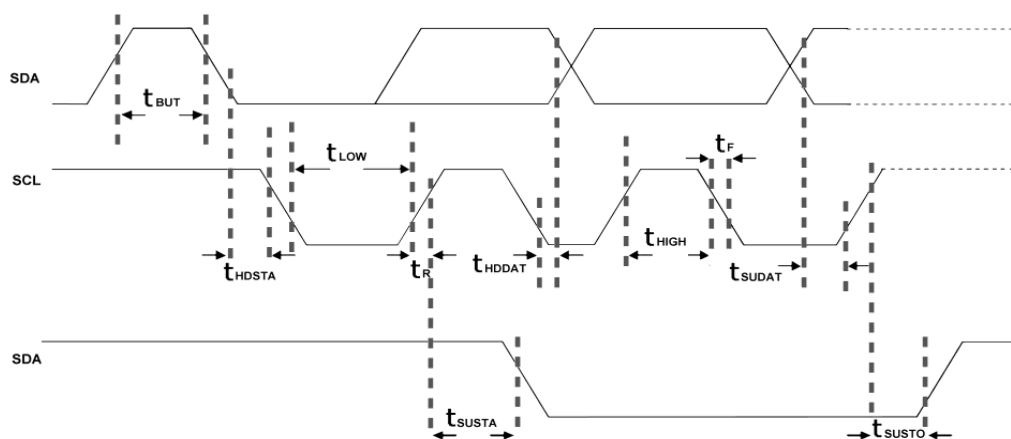 SDA
tBUT
tLOW
tF
SCL
tHDSTA
tR
tHDDAT
tHIGH
tSUDAT
SDA
tSUSTA
tSUSTO